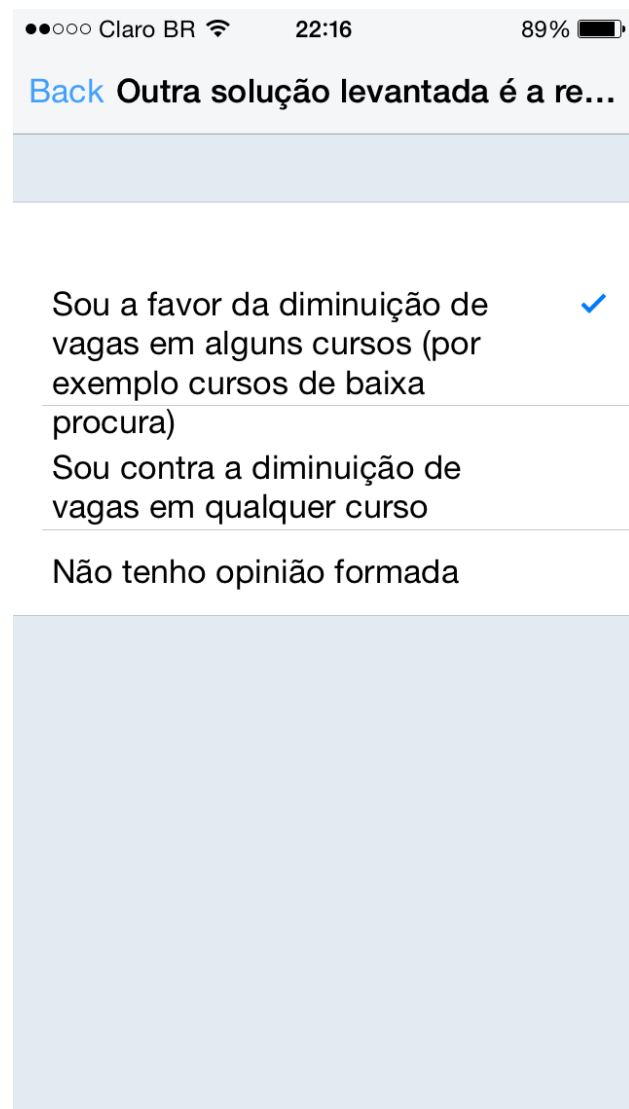 Claro BR 22:16 89%
Back Outra solução levantada é a re...
Sou a favor da diminuição de
vagas em alguns cursos (por
exemplo cursos de baixa
procura)
Sou contra a diminuição de
vagas em qualquer curso
Não tenho opinião formada